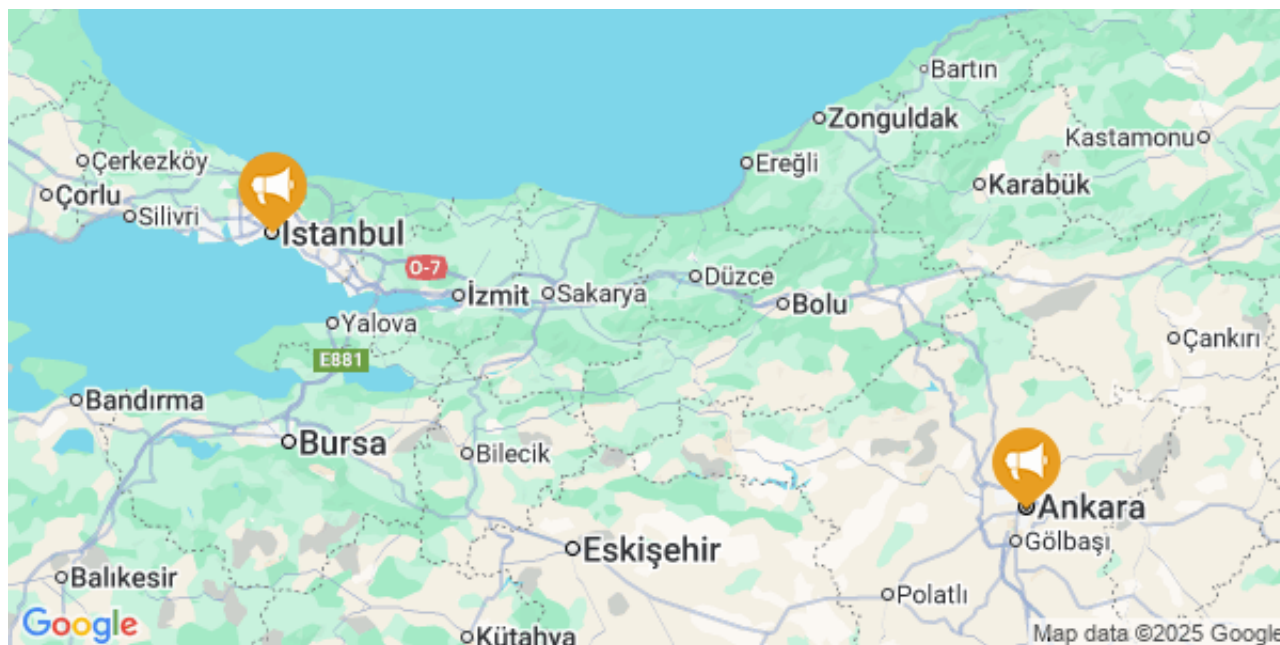 Bartın
Zonguldak
Kastamonu
Çerkezköy
Ereğli
Karabük
Çorlu
Silivri
İstanbul
O-7
Düzce
İzmit
Sakarya
Bolu
Yalova
Çankırı
E881
Bandırma
Bursa
Bilecik
Ankara
Gölbaşı
Eskişehir
Balıkesir
Polatlı
Google
Kütahya
Map data ©2025 Google